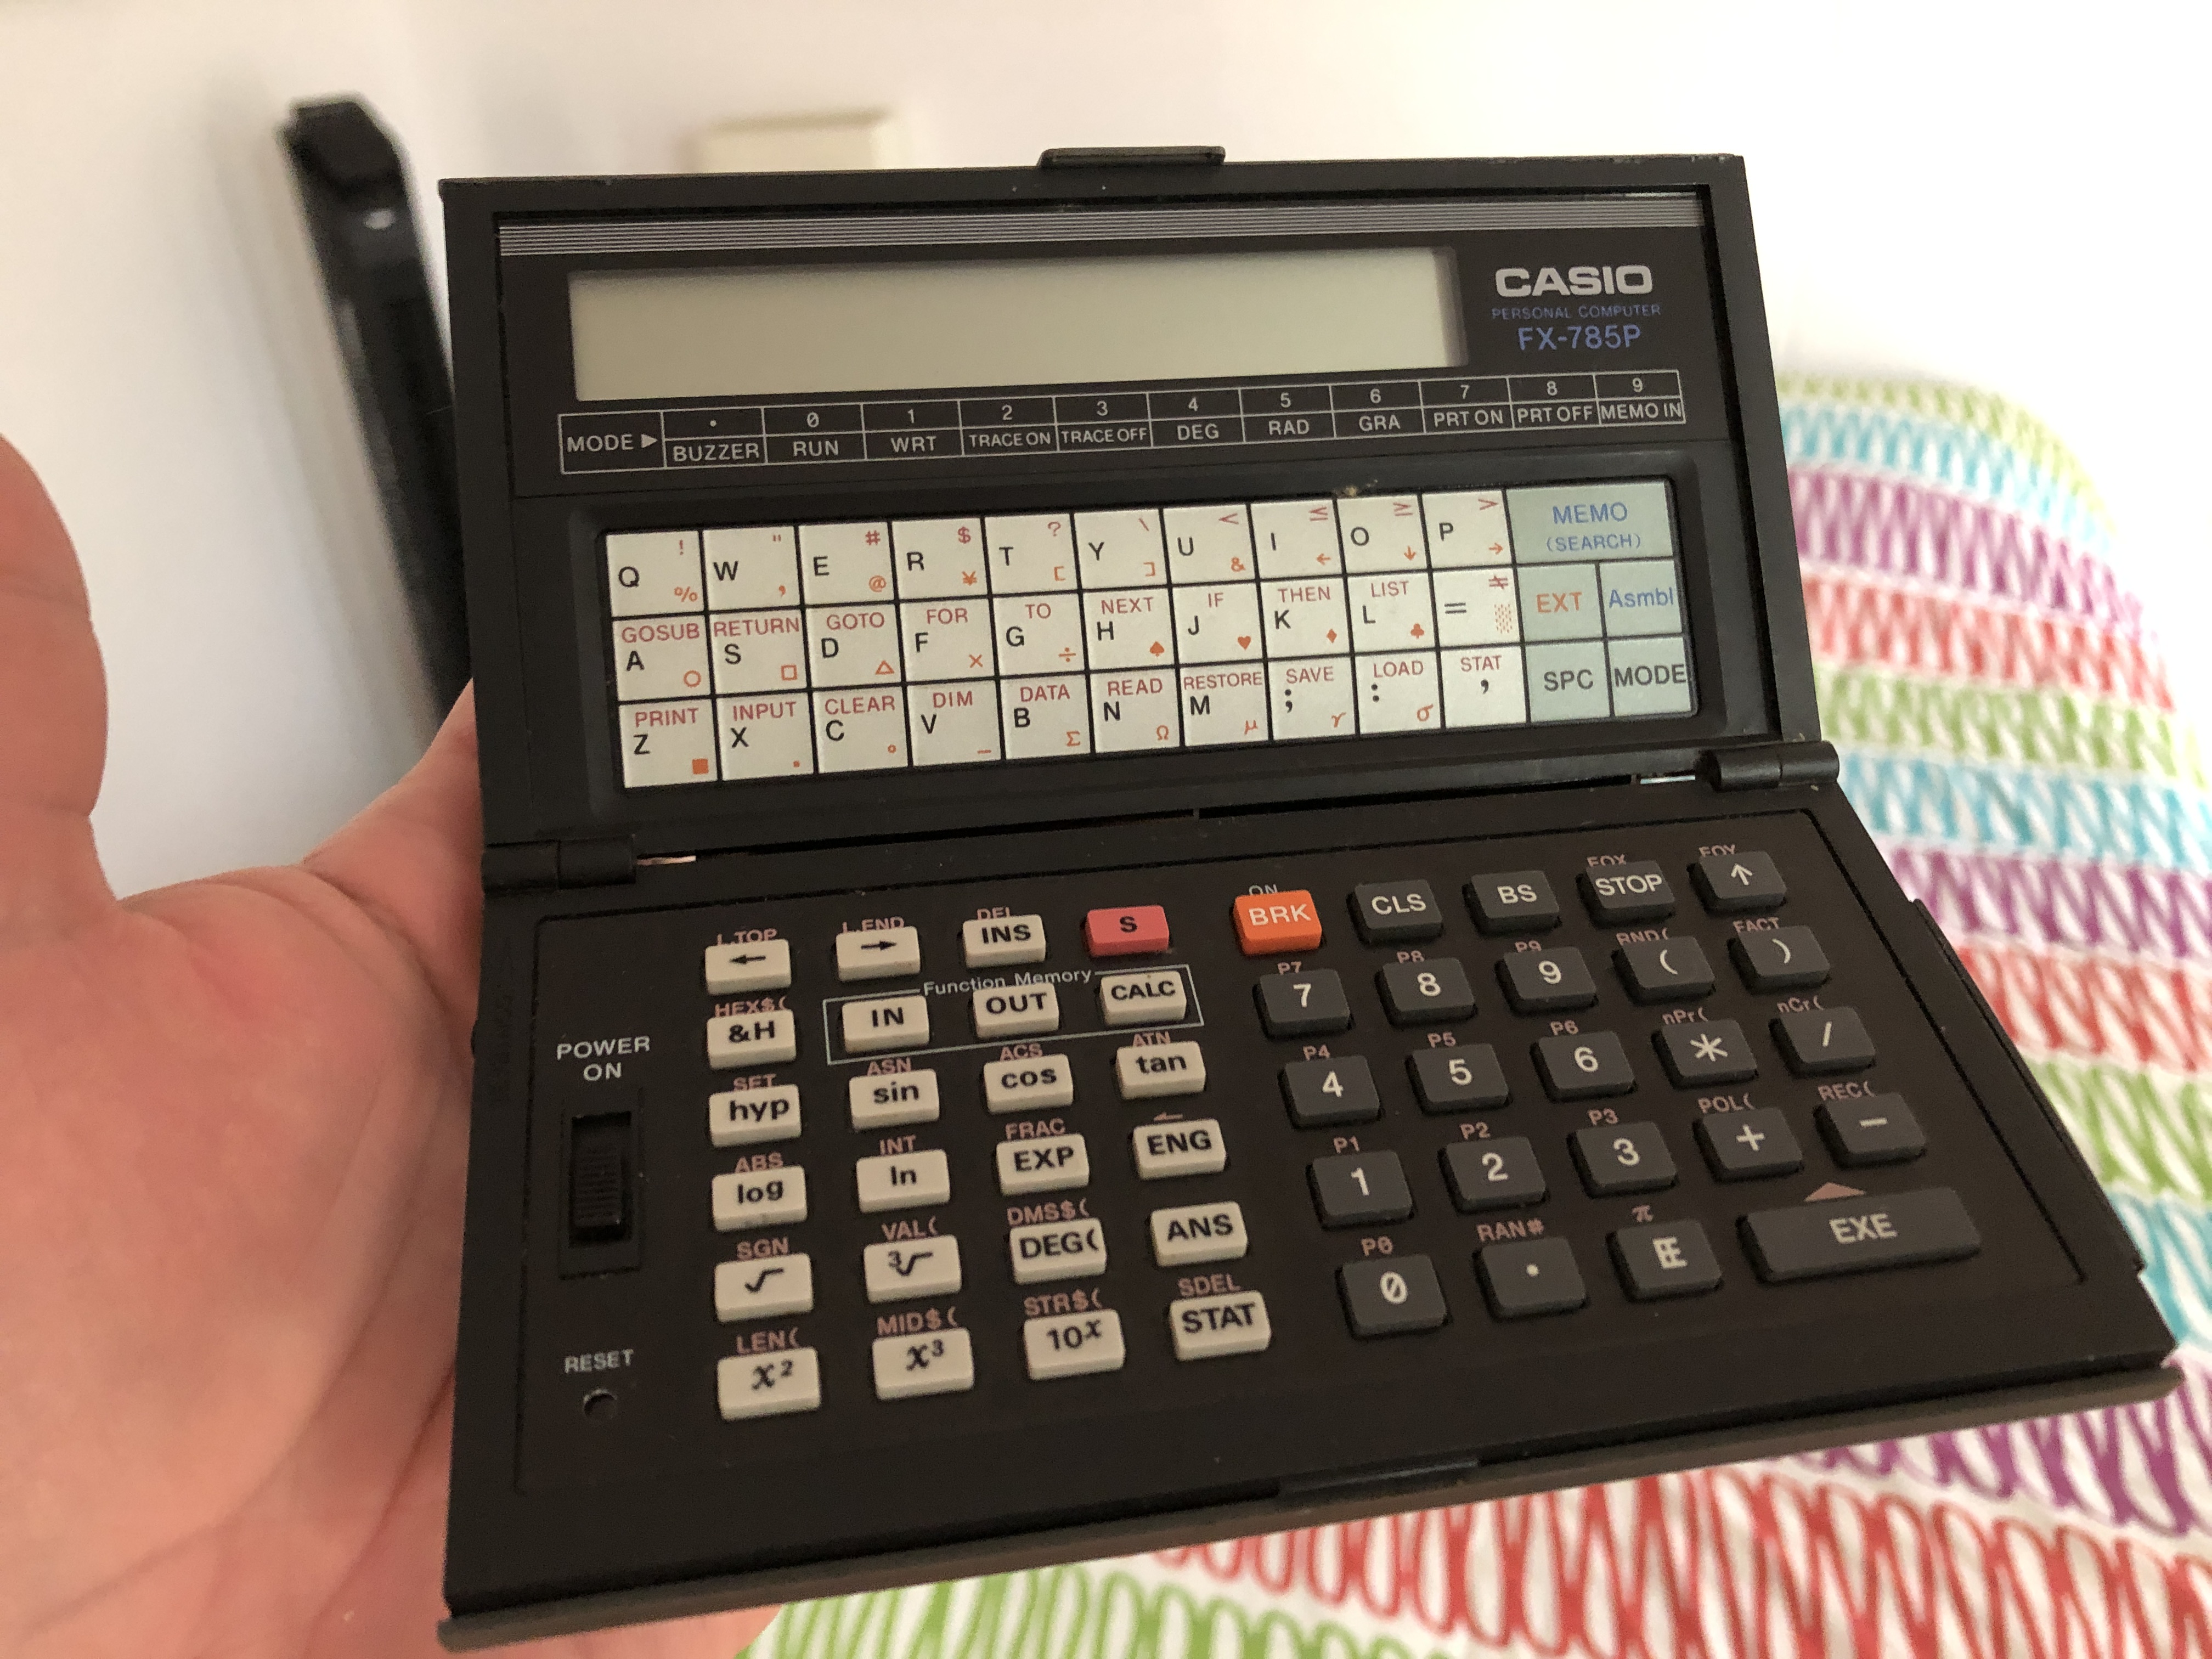 CASIO
PERSONAL COMPUTER
FX-785P
MODE ▶ • 0 1 2 3 4 5 6 7 8 9
BUZZER RUN WRT TRACE ON TRACE OFF DEG RAD GRA PRT ON PRT OFF MEMO IN
! " # $ ? \ < ≤ ≥ >
Q W E R T Y U I O P MEMO
% , @ ¥ [ ] & ← ↓ → (SEARCH)
GOSUB RETURN GOTO FOR TO NEXT IF THEN LIST ≠
A S D F G H J K L = EXT Asmbl
○ □ △ × ÷ ♠ ♥ ♦ ♣ ▒
PRINT INPUT CLEAR DIM DATA READ RESTORE SAVE LOAD STAT
Z X C V B N M ; : , SPC MODE
■ • ° _ Σ Ω μ γ σ
L.TOP L.END DEL ON EOX EOY
← → INS S BRK CLS BS STOP ↑
Function Memory
HEX$( P7 P8 P9 RND( FACT
&H IN OUT CALC 7 8 9 ( )
POWER
ON
SET ASN ACS ATN P4 P5 P6 nPr( nCr(
hyp sin cos tan 4 5 6 * /
ABS INT FRAC ← P1 P2 P3 POL( REC(
log ln EXP ENG 1 2 3 + −
SGN VAL( DMS$( P0 RAN# π
√ ³√ DEG( ANS 0 • E EXE
RESET
LEN( MID$( STR$( SDEL
x² x³ 10ˣ STAT